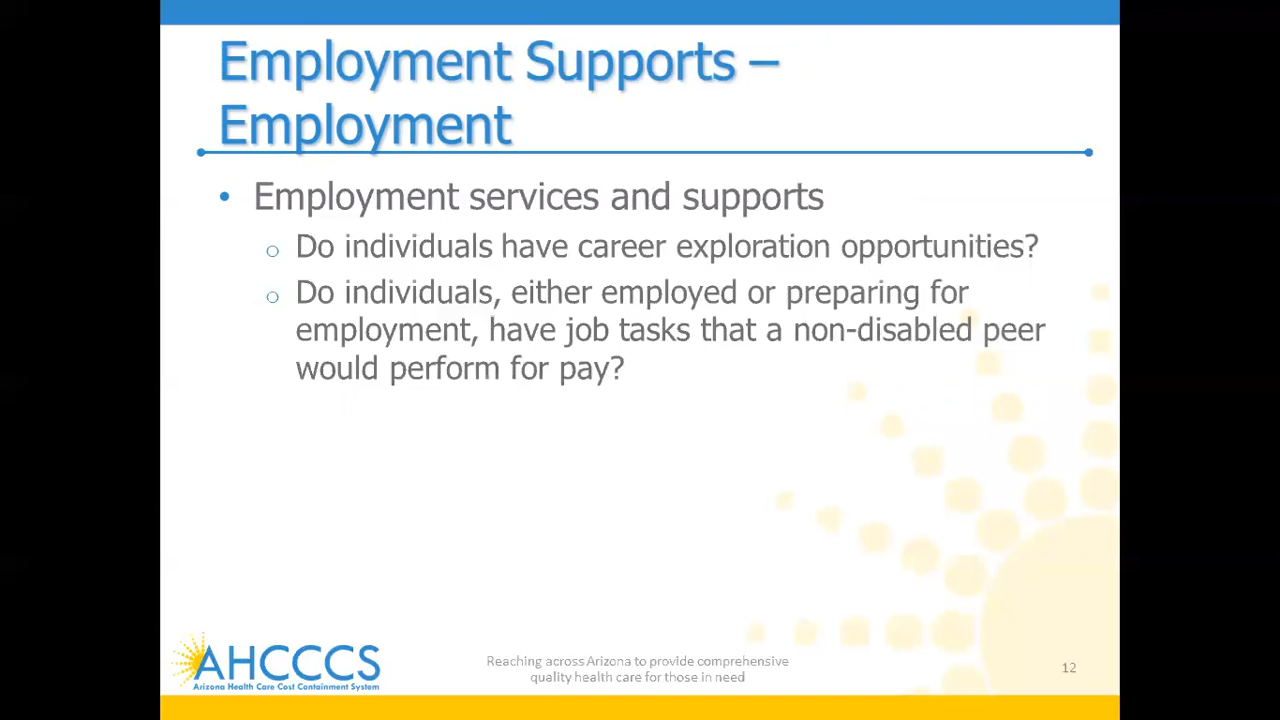 Employment Supports –
Employment
• Employment services and supports
o Do individuals have career exploration opportunities?
o Do individuals, either employed or preparing for
employment, have job tasks that a non-disabled peer
would perform for pay?
AHCCCS
Arizona Health Care Cost Containment System
Reaching across Arizona to provide comprehensive
quality health care for those in need
12